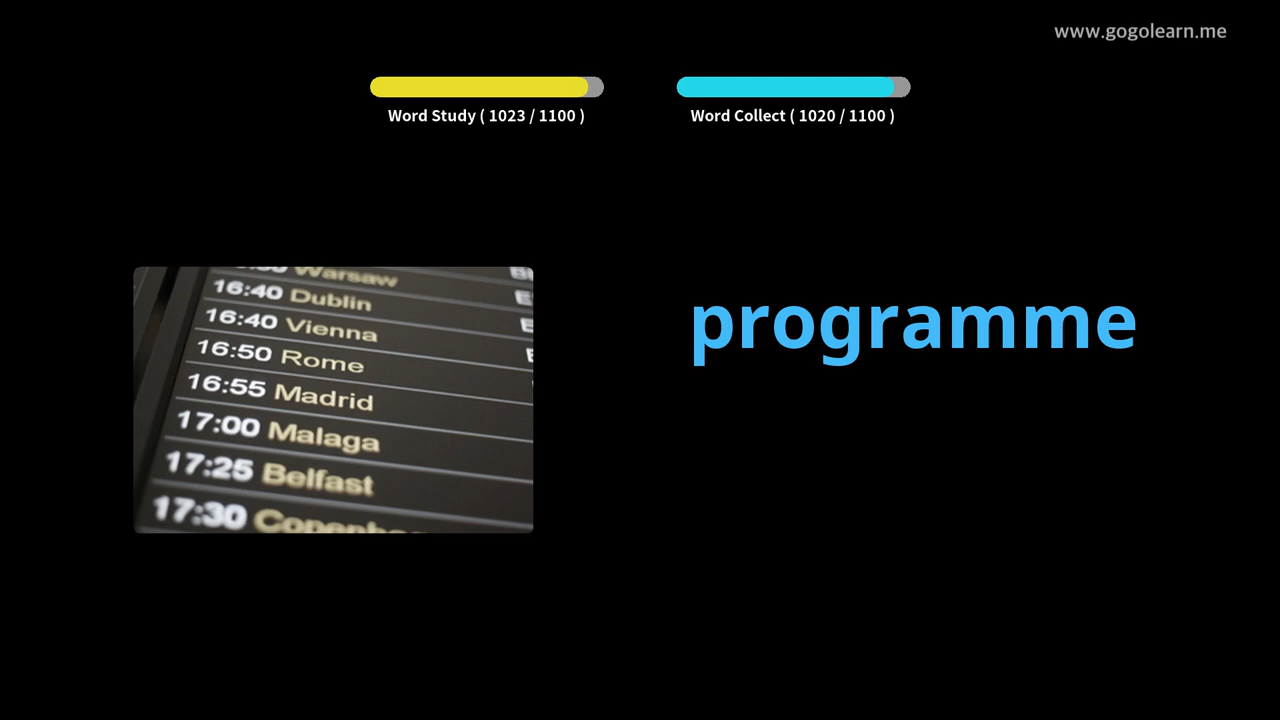 www.gogolearn.me
Word Study ( 1023 / 1100 )
Word Collect ( 1020 / 1100 )
Warsaw
16:40 Dublin
16:40 Vienna
16:50 Rome
16:55 Madrid
17:00 Malaga
17:25 Belfast
17:30
programme